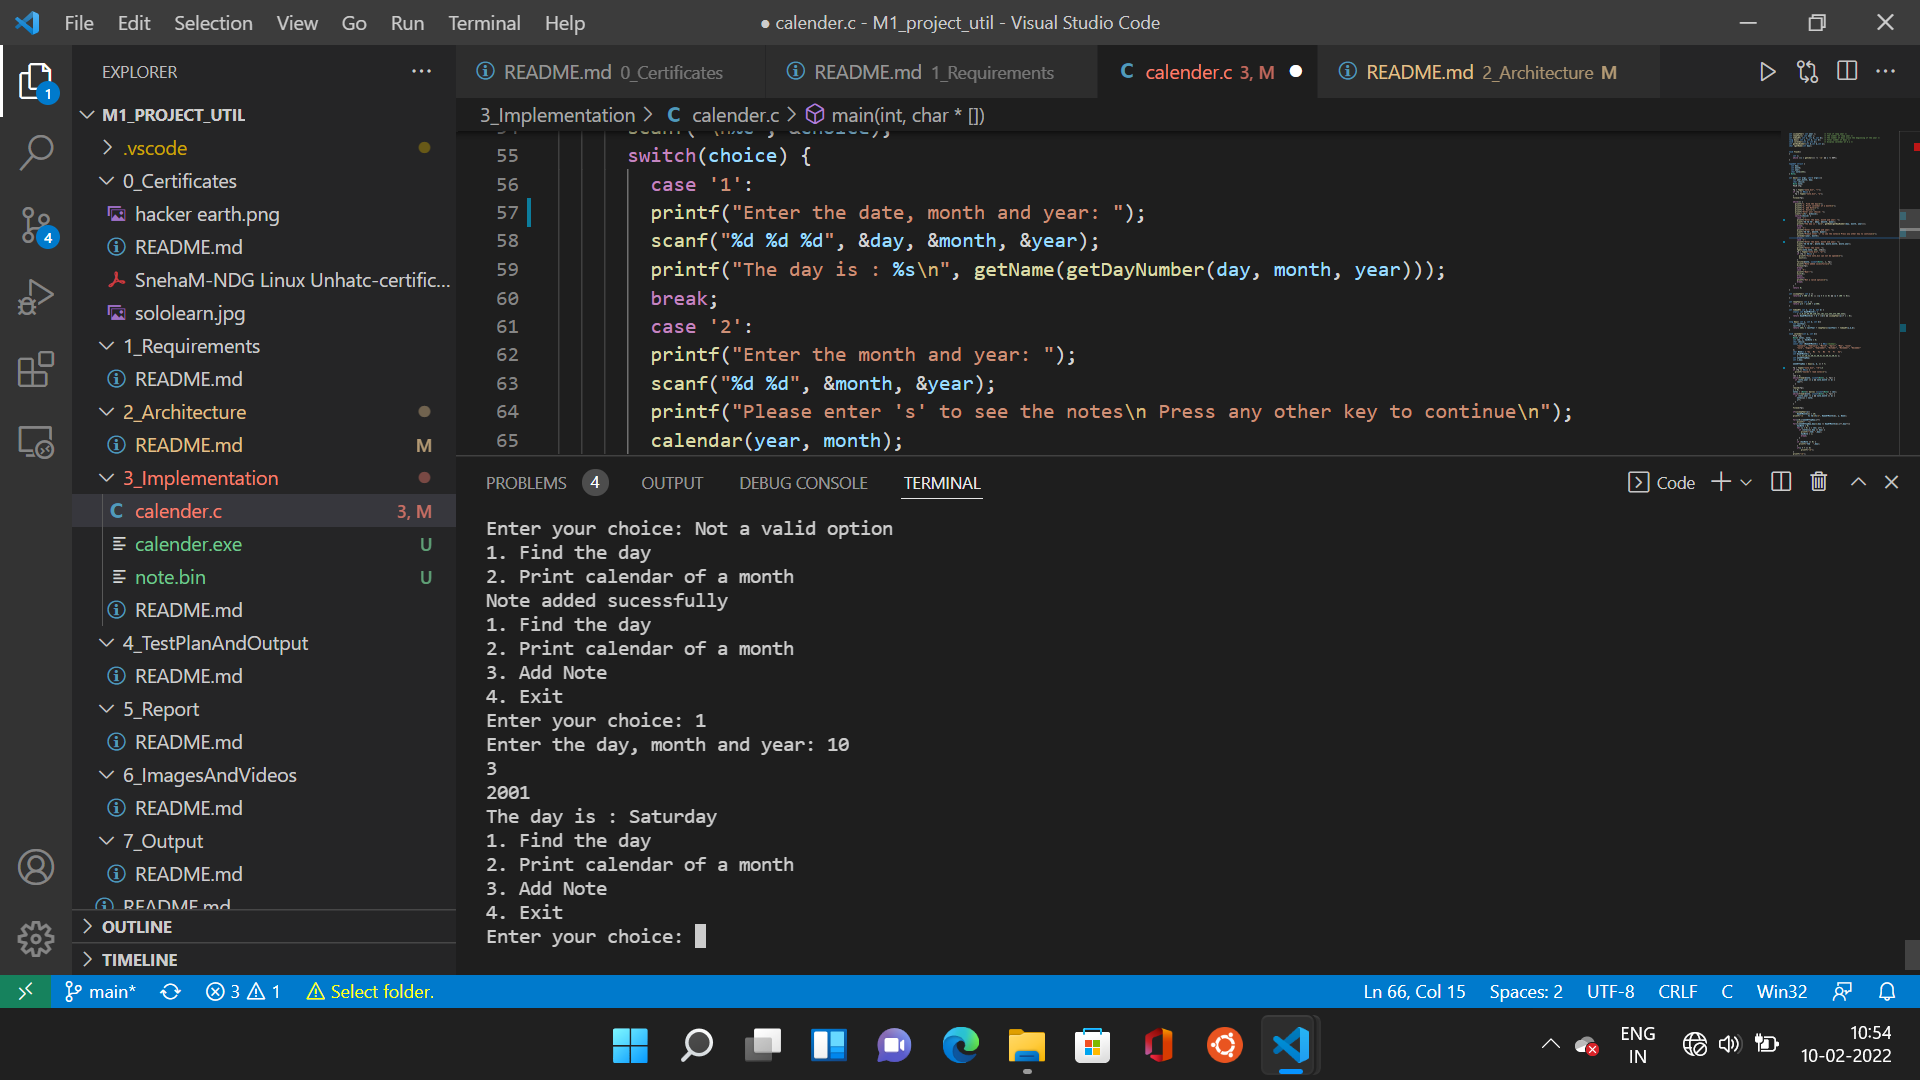 File Edit Selection View Go Run Terminal Help
● calender.c - M1_project_util - Visual Studio Code
EXPLORER
README.md 0_Certificates
README.md 1_Requirements
C calender.c 3, M
README.md 2_Architecture M
M1_PROJECT_UTIL
.vscode
0_Certificates
hacker earth.png
README.md
SnehaM-NDG Linux Unhatc-certific...
sololearn.jpg
1_Requirements
README.md
2_Architecture
README.md M
3_Implementation
C calender.c 3, M
calender.exe U
note.bin U
README.md
4_TestPlanAndOutput
README.md
5_Report
README.md
6_ImagesAndVideos
README.md
7_Output
README.md
README.md
OUTLINE
TIMELINE
1
4
3_Implementation > C calender.c > main(int, char * [])
54 scanf("\n%c", &choice);
55 switch(choice) {
56 case '1':
57 printf("Enter the date, month and year: ");
58 scanf("%d %d %d", &day, &month, &year);
59 printf("The day is : %s\n", getName(getDayNumber(day, month, year)));
60 break;
61 case '2':
62 printf("Enter the month and year: ");
63 scanf("%d %d", &month, &year);
64 printf("Please enter 's' to see the notes\n Press any other key to continue\n");
65 calendar(year, month);
PROBLEMS 4 OUTPUT DEBUG CONSOLE TERMINAL
Code
Enter your choice: Not a valid option
1. Find the day
2. Print calendar of a month
Note added sucessfully
1. Find the day
2. Print calendar of a month
3. Add Note
4. Exit
Enter your choice: 1
Enter the day, month and year: 10
3
2001
The day is : Saturday
1. Find the day
2. Print calendar of a month
3. Add Note
4. Exit
Enter your choice:
main* 3 1 Select folder.
Ln 66, Col 15 Spaces: 2 UTF-8 CRLF C Win32
ENG
IN
10:54
10-02-2022